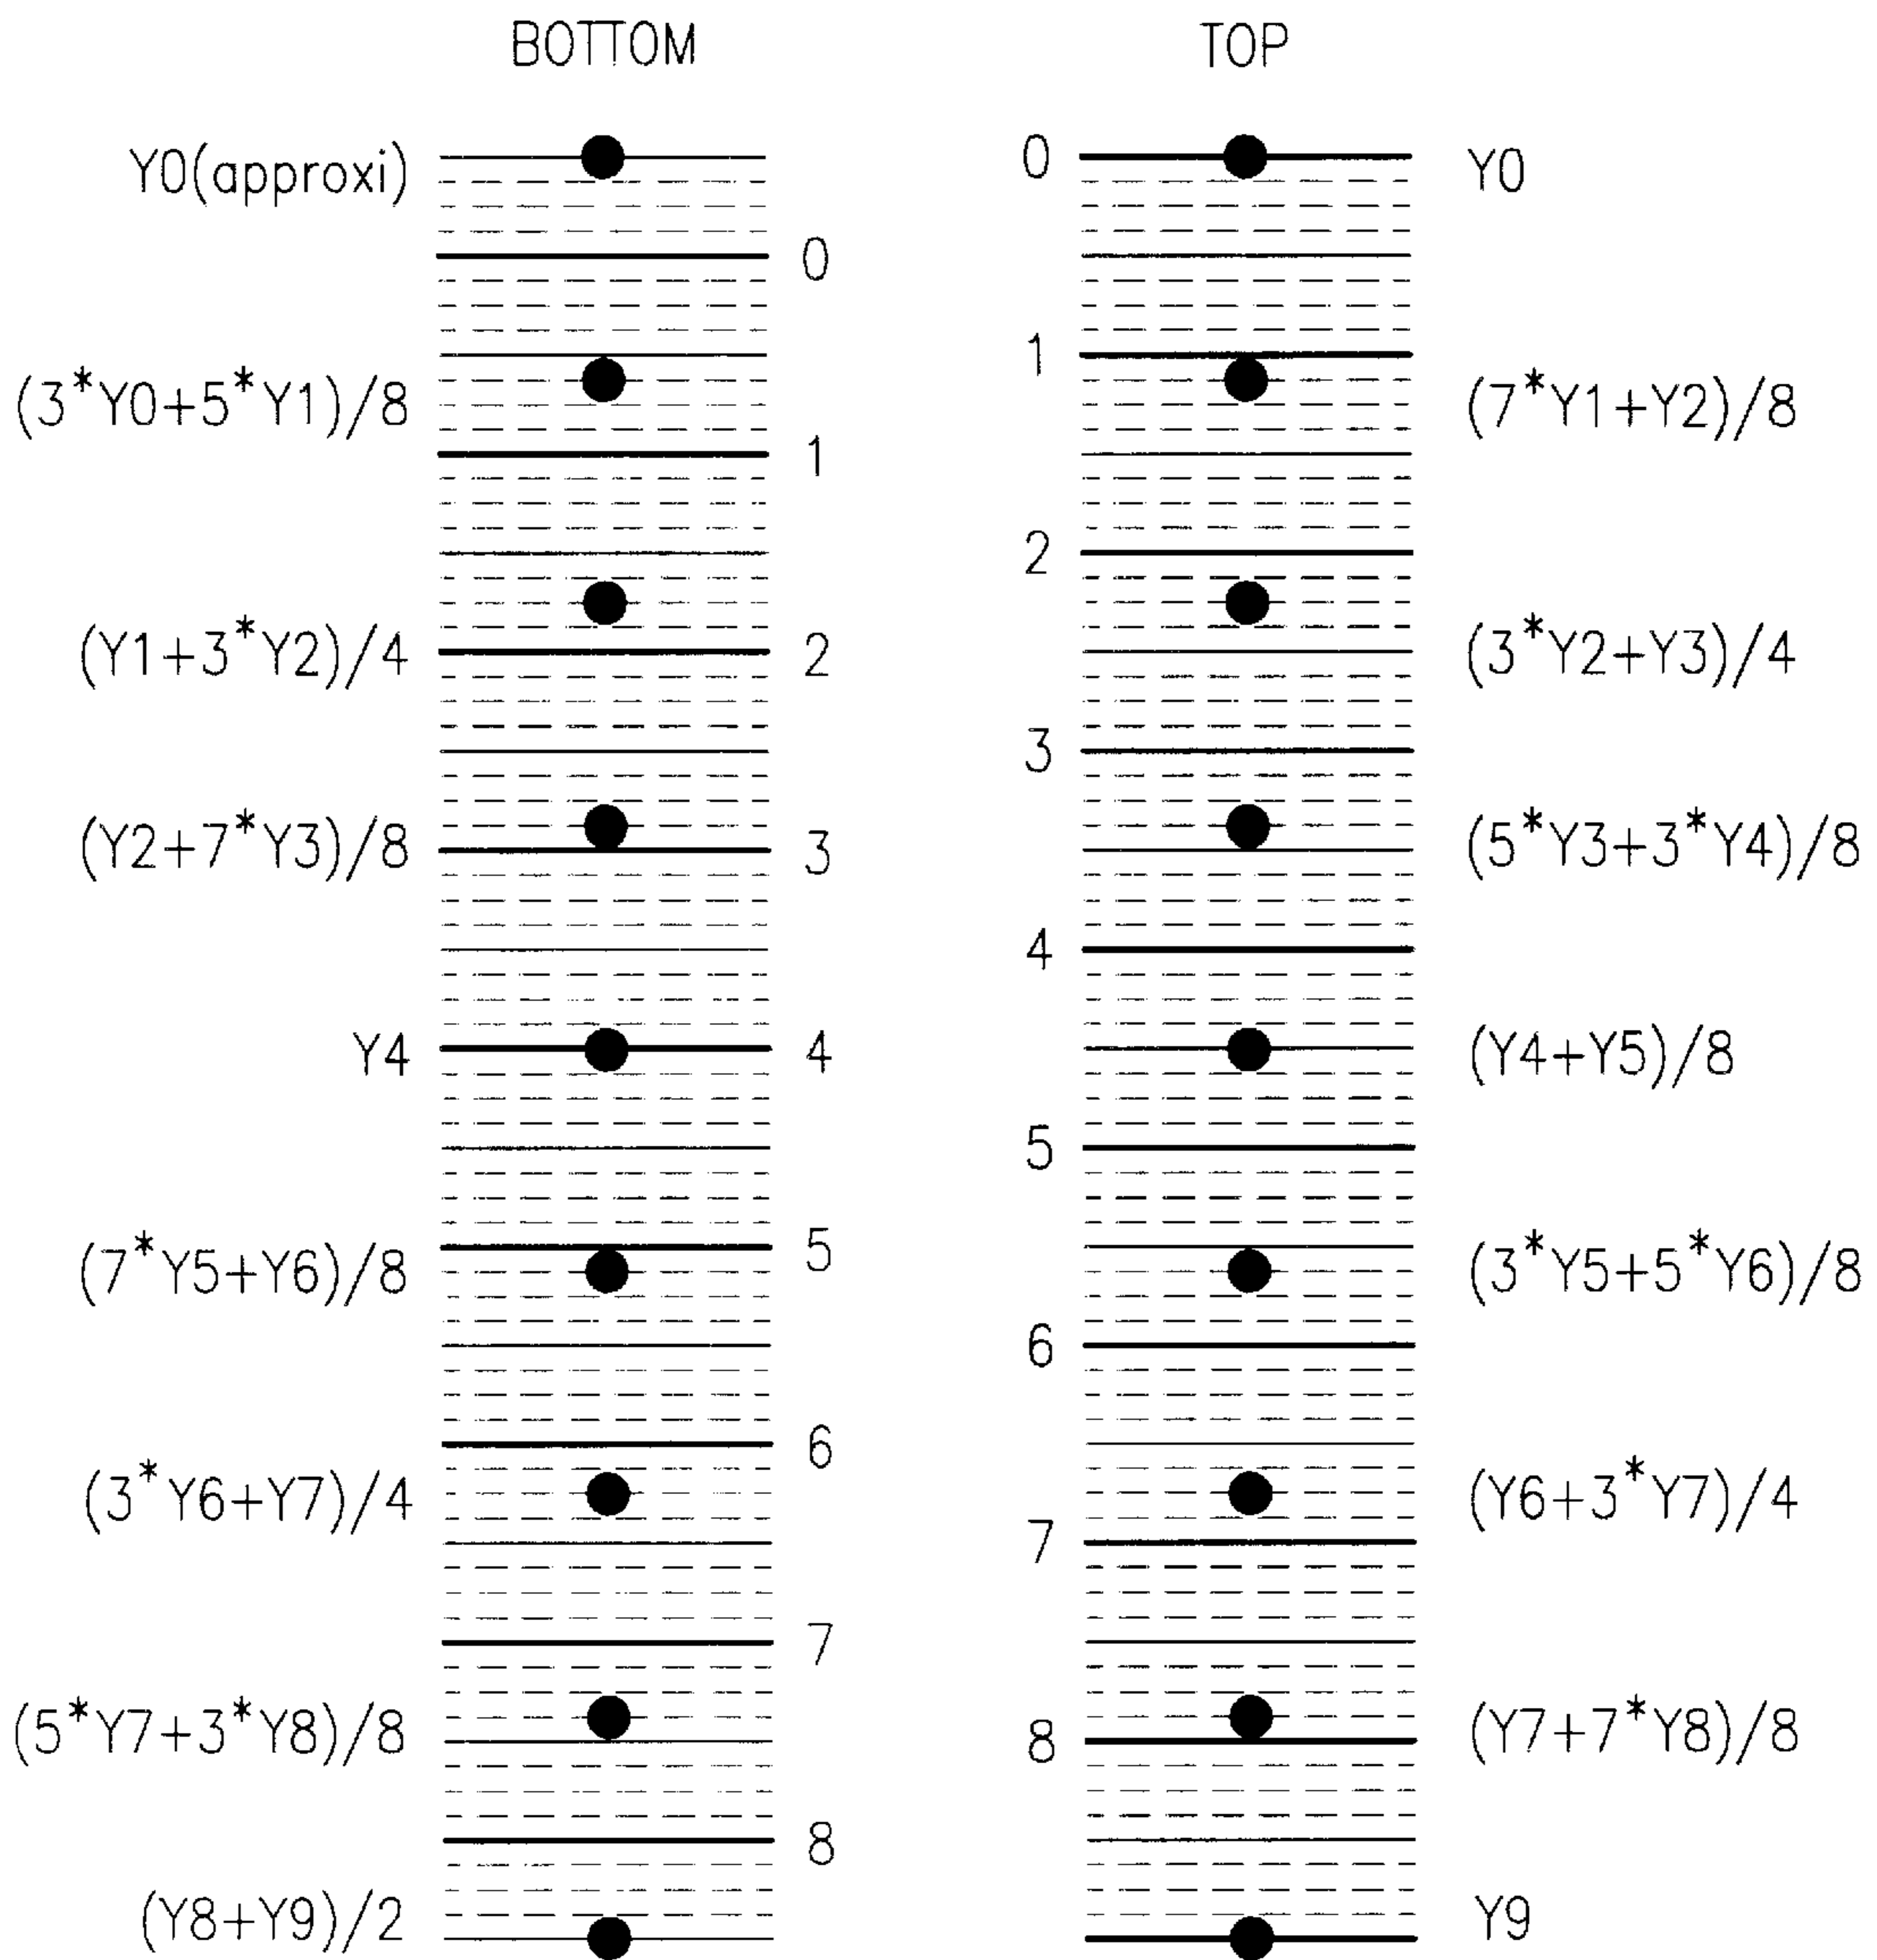 BOTTOM TOP
Y0(approxi) 0 Y0
0
(3*Y0+5*Y1)/8 1 (7*Y1+Y2)/8
1
2
(Y1+3*Y2)/4 2 (3*Y2+Y3)/4
3
(Y2+7*Y3)/8 3 (5*Y3+3*Y4)/8
4
Y4 4 (Y4+Y5)/8
5
(7*Y5+Y6)/8 5 (3*Y5+5*Y6)/8
6
6
(3*Y6+Y7)/4 7 (Y6+3*Y7)/4
7
(5*Y7+3*Y8)/8 8 (Y7+7*Y8)/8
8
(Y8+Y9)/2 Y9